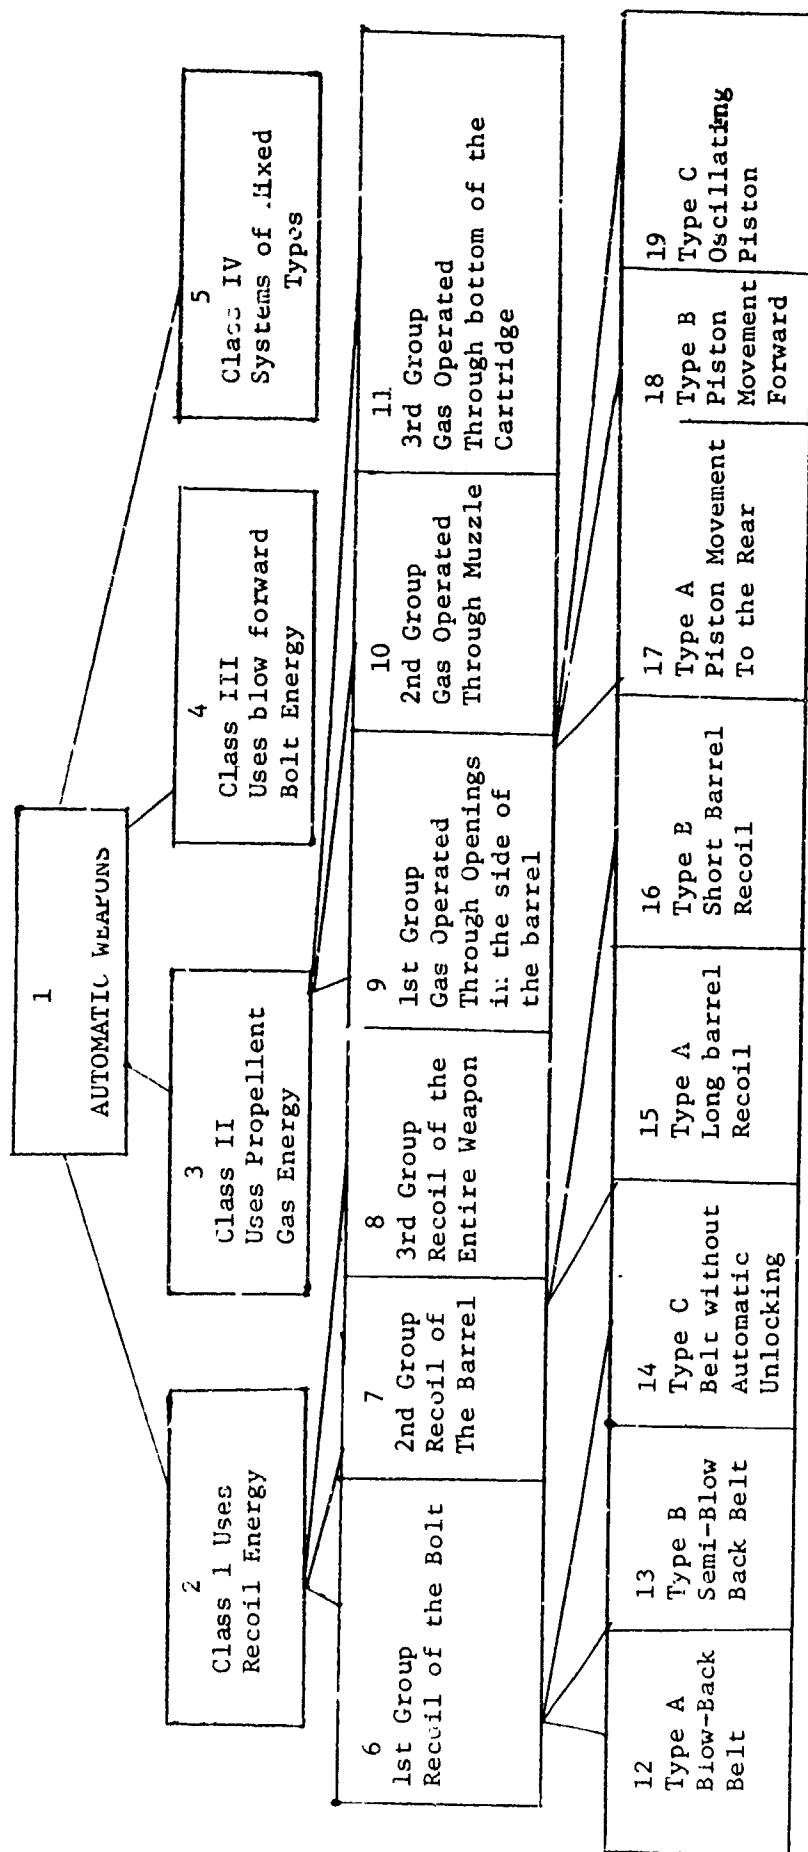 1
AUTOMATIC WEAPONS
2
Class 1 Uses
Recoil Energy
3
Class II
Uses Propellent
Gas Energy
4
Class III
Uses blow forward
Bolt Energy
5
Class IV
Systems of Mixed
Types
6
1st Group
Recoil of the Bolt
7
2nd Group
Recoil of
The Barrel
8
3rd Group
Recoil of the
Entire Weapon
9
1st Group
Gas Operated
Through Openings
in the side of
the barrel
10
2nd Group
Gas Operated
Through Muzzle
11
3rd Group
Gas Operated
Through bottom of the
Cartridge
12
Type A
Blow-Back
Belt
13
Type B
Semi-Blow
Back Belt
14
Type C
Belt without
Automatic
Unlocking
15
Type A
Long barrel
Recoil
16
Type B
Short Barrel
Recoil
17
Type A
Piston Movement
To the Rear
18
Type B
Piston
Movement
Forward
19
Type C
Oscillating
Piston